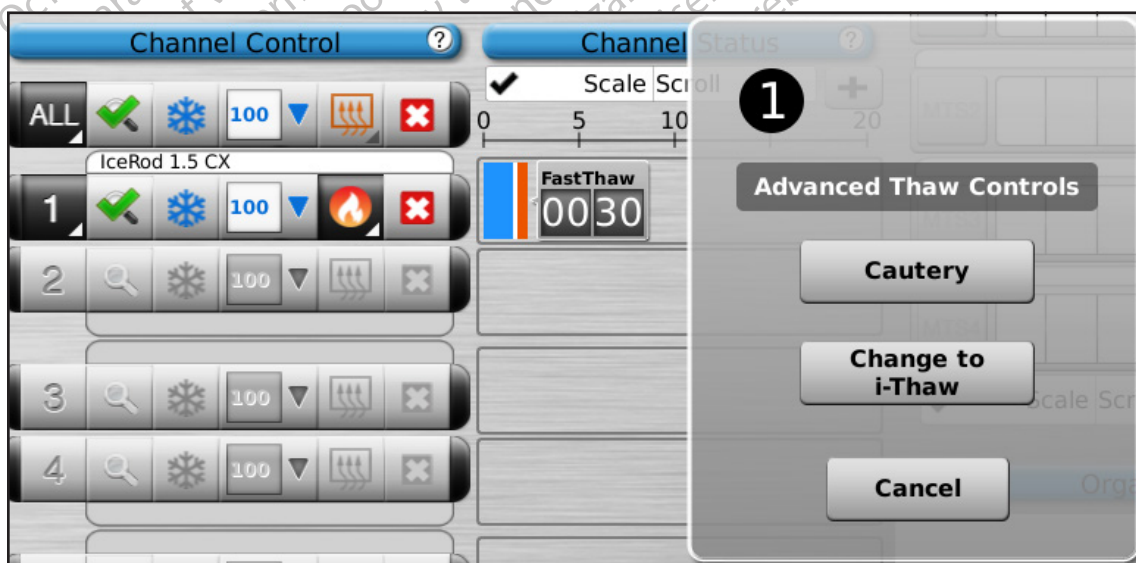 Channel Control ?
Channel Status ?
Scale Scroll
0 5 10 20
ALL 100
1
Advanced Thaw Controls
IceRod 1.5 CX
1 100
FastThaw
00 30
Cautery
2 100
Change to
i-Thaw
3 100
Scale Scr
4 100
Cancel
Orga